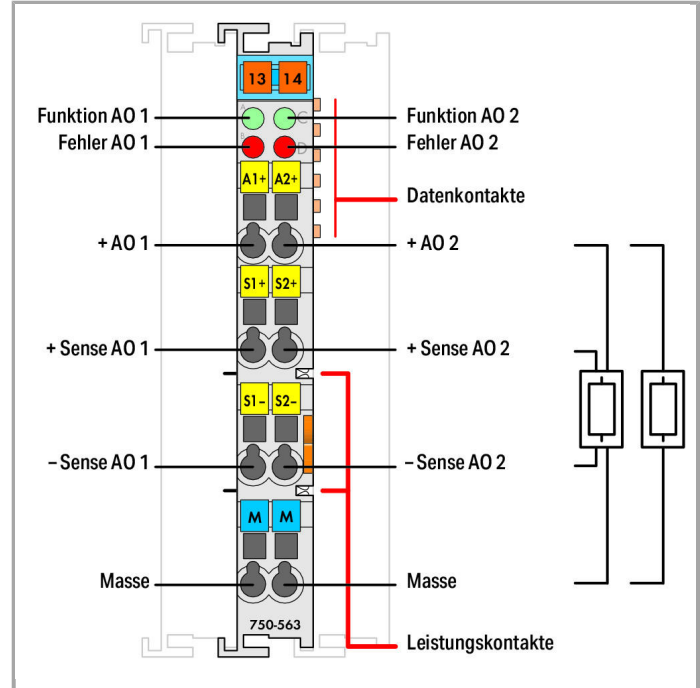 13 14
Funktion AO 1
A
C
Funktion AO 2
Fehler AO 1
B
D
Fehler AO 2
A1+ A2+
Datenkontakte
+ AO 1
+ AO 2
S1+ S2+
+ Sense AO 1
+ Sense AO 2
S1– S2–
– Sense AO 1
– Sense AO 2
M M
Masse
Masse
750-563
Leistungskontakte